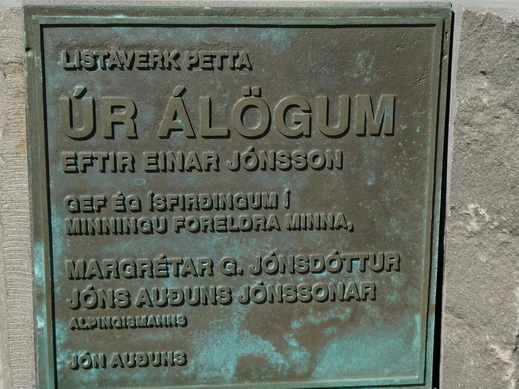 LISTAVERK ÞETTA
ÚR ÁLÖGUM
EFTIR EINAR JÓNSSON
GEF ÉG ÍSFIRÐINGUM Í
MINNINGU FORELDRA MINNA,
MARGRÉTAR G. JÓNSDÓTTUR
JÓNS AUÐUNS JÓNSSONAR
ALÞINGISMANNS
JÓN AUÐUNS